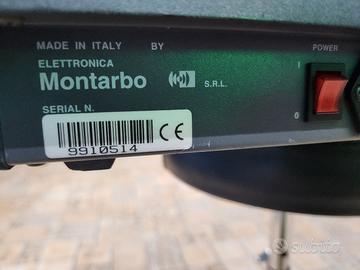 MADE IN ITALY BY
POWER
ELETTRONICA
Montarbo S.R.L.
I
SERIAL N.
9910514
CE
0
subito